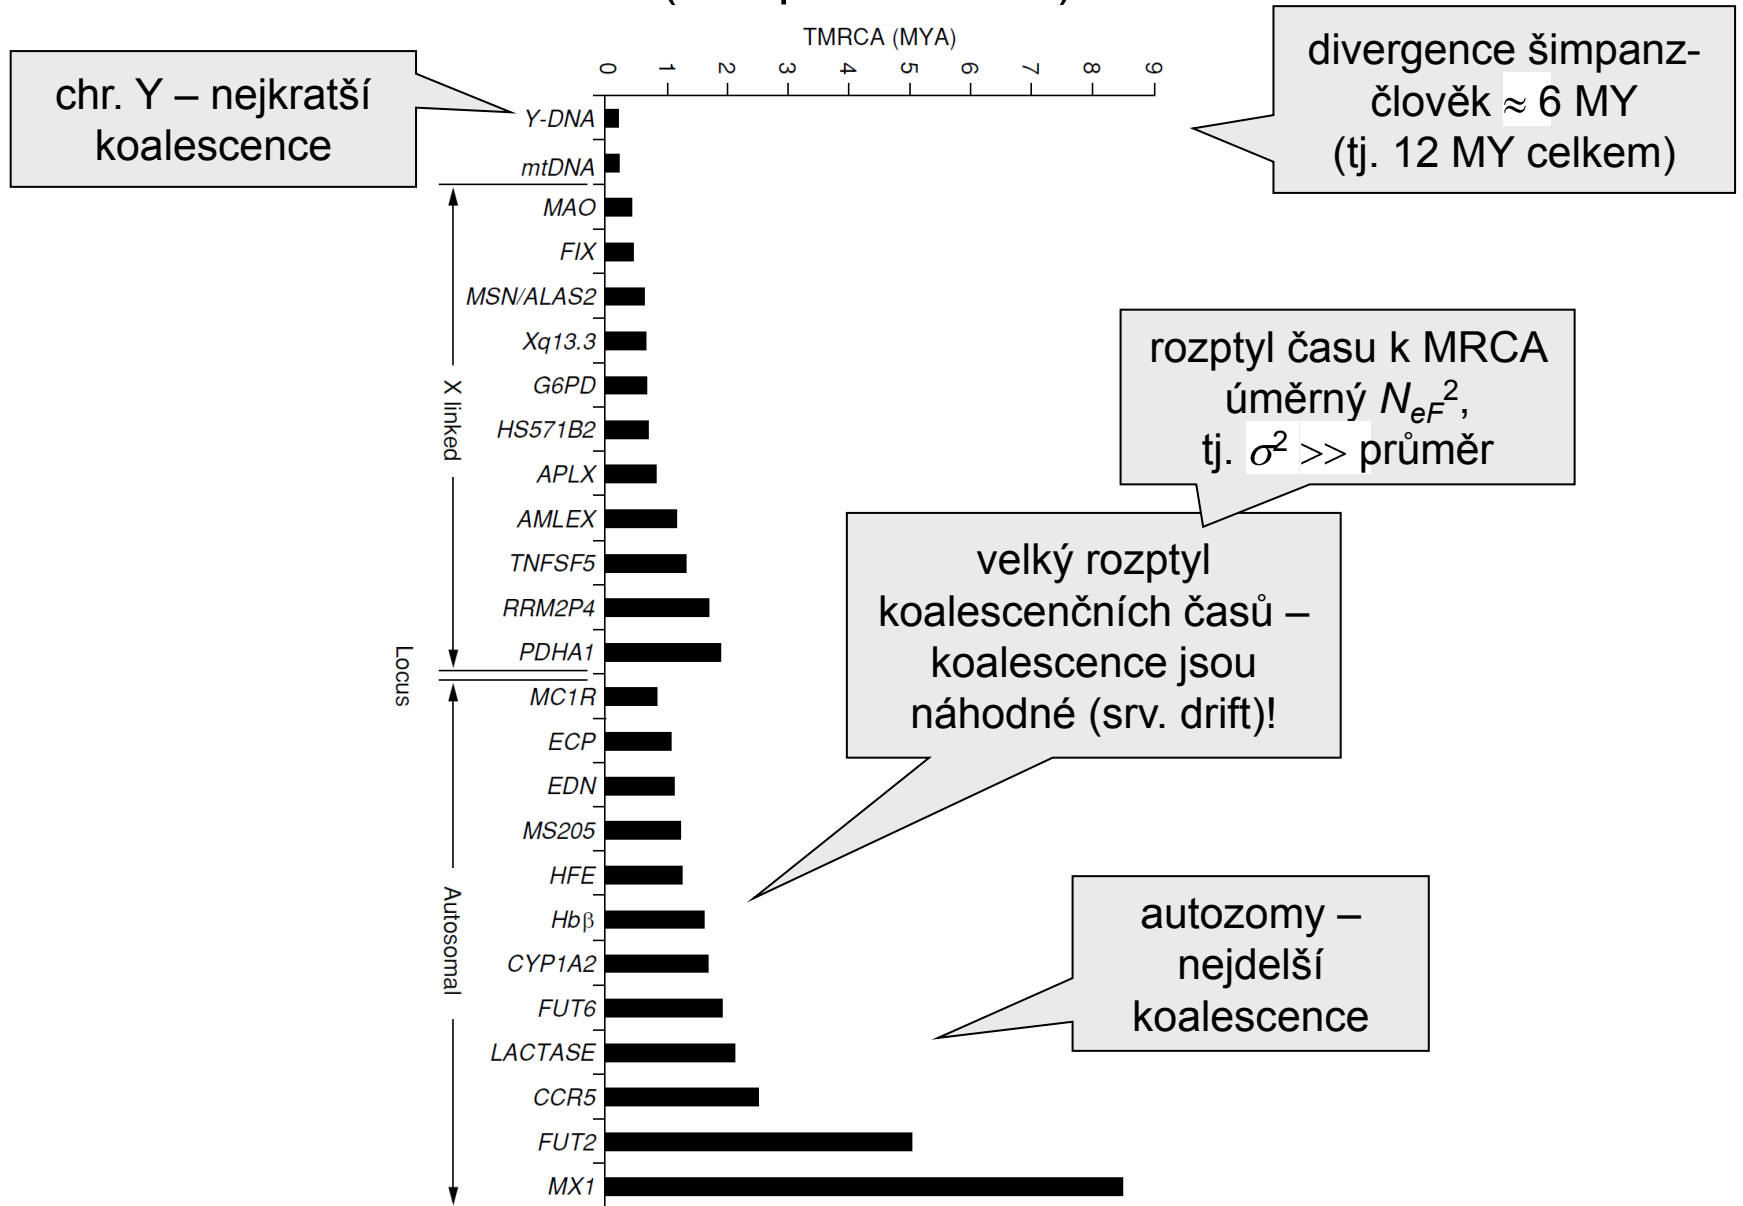 TMRCA (MYA)
0 1 2 3 4 5 6 7 8 9
chr. Y – nejkratší
koalescence
divergence šimpanz-
člověk ≈ 6 MY
(tj. 12 MY celkem)
Y-DNA
mtDNA
MAO
FIX
MSN/ALAS2
Xq13.3
G6PD
HS571B2
APLX
AMLEX
TNFSF5
RRM2P4
PDHA1
X linked
Locus
MC1R
ECP
EDN
MS205
HFE
Hbβ
CYP1A2
FUT6
LACTASE
CCR5
FUT2
MX1
Autosomal
rozptyl času k MRCA
úměrný NeF²,
tj. σ² >> průměr
velký rozptyl
koalescenčních časů –
koalescence jsou
náhodné (srv. drift)!
autozomy –
nejdelší
koalescence